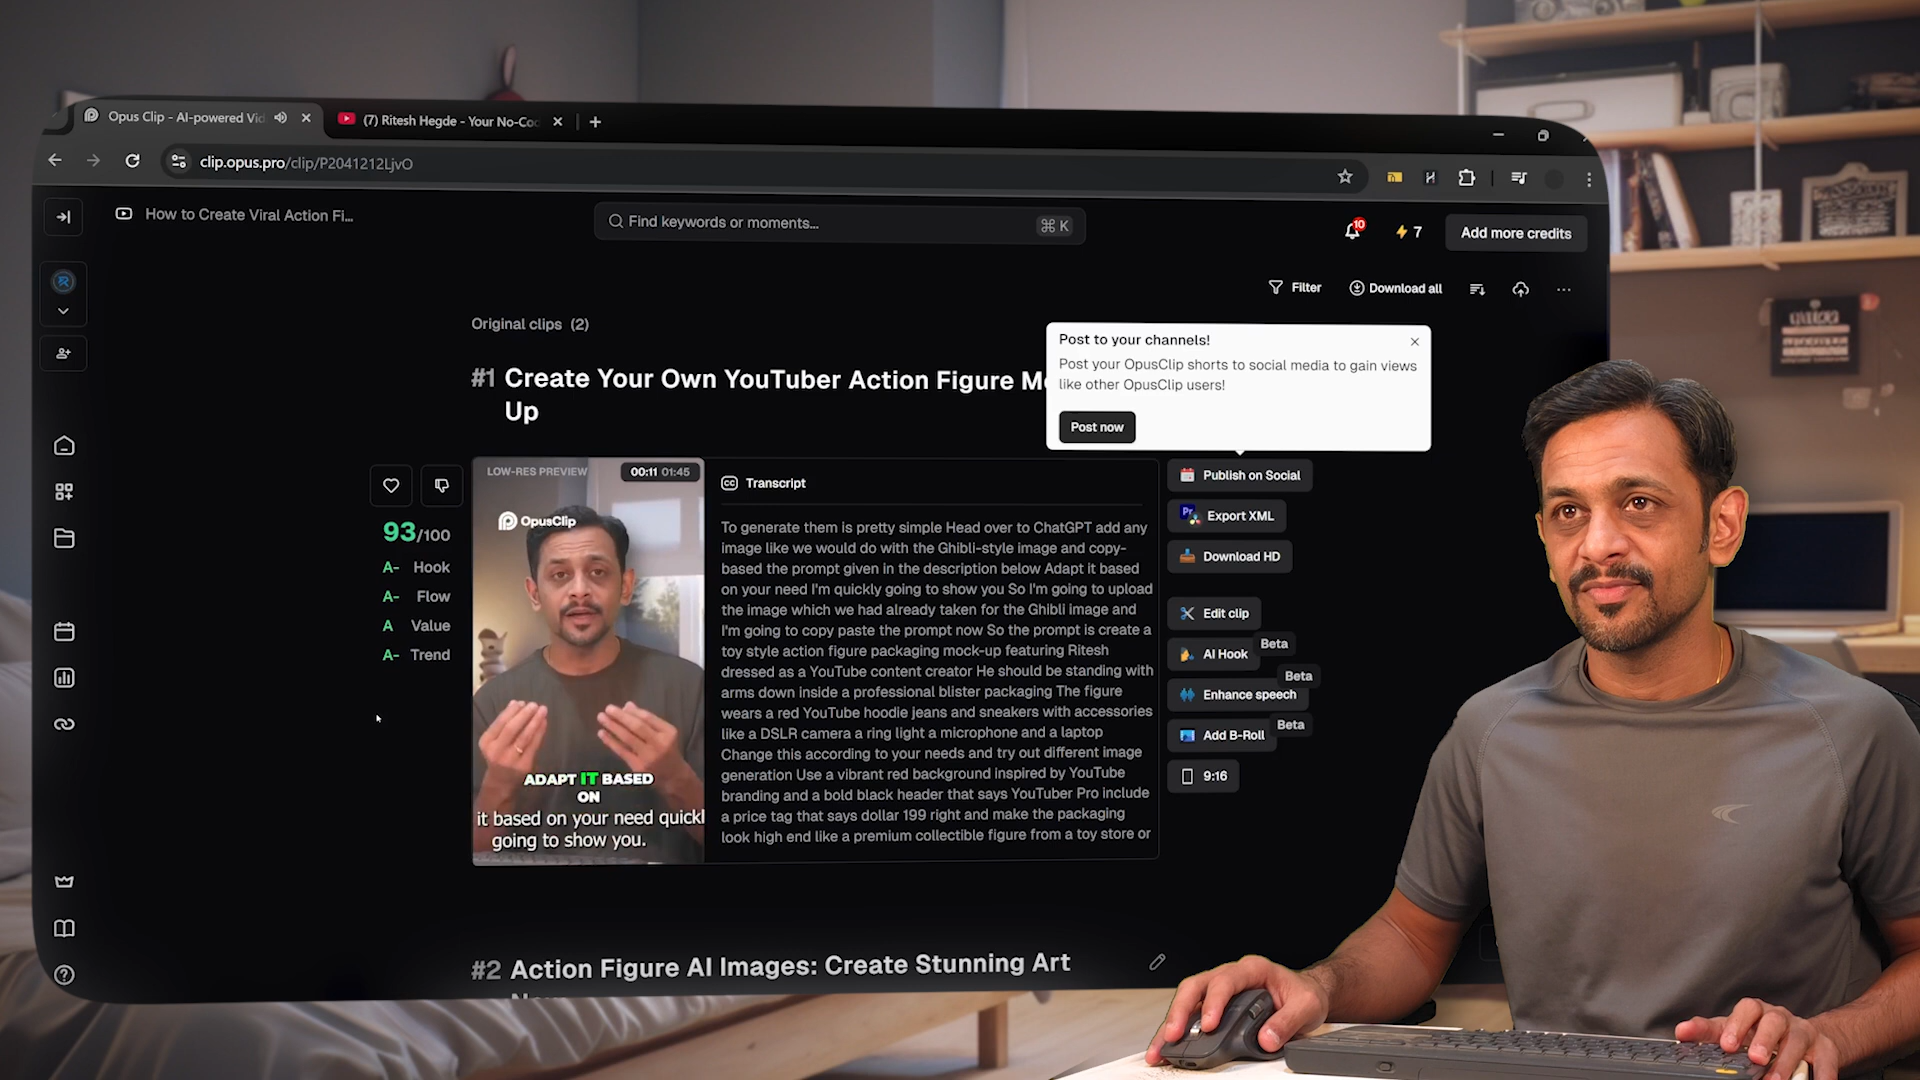 Opus Clip - AI-powered Vid
(7) Ritesh Hegde - Your No-Coc
clip.opus.pro/clip/P2041212LjvO
How to Create Viral Action Fi...
Find keywords or moments...
⌘ K
10
7
Add more credits
Filter
Download all
Original clips (2)
Post to your channels!
Post your OpusClip shorts to social media to gain views
like other OpusClip users!
Post now
#1 Create Your Own YouTuber Action Figure Mo
Up
93/100
A- Hook
A- Flow
A Value
A- Trend
LOW-RES PREVIEW
00:11 01:45
OpusClip
ADAPT IT BASED
ON
it based on your need quickl
going to show you.
CC Transcript
To generate them is pretty simple Head over to ChatGPT add any
image like we would do with the Ghibli-style image and copy-
based the prompt given in the description below Adapt it based
on your need I'm quickly going to show you So I'm going to upload
the image which we had already taken for the Ghibli image and
I'm going to copy paste the prompt now So the prompt is create a
toy style action figure packaging mock-up featuring Ritesh
dressed as a YouTube content creator He should be standing with
arms down inside a professional blister packaging The figure
wears a red YouTube hoodie jeans and sneakers with accessories
like a DSLR camera a ring light a microphone and a laptop
Change this according to your needs and try out different image
generation Use a vibrant red background inspired by YouTube
branding and a bold black header that says YouTuber Pro include
a price tag that says dollar 199 right and make the packaging
look high end like a premium collectible figure from a toy store or
Publish on Social
Pr Export XML
Download HD
Edit clip
AI Hook Beta
Enhance speech Beta
Add B-Roll Beta
9:16
#2 Action Figure AI Images: Create Stunning Art